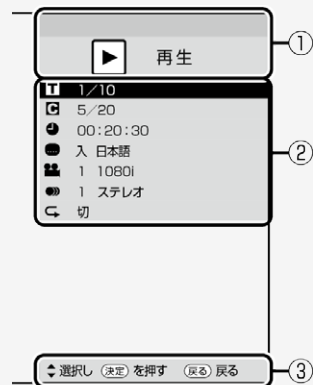 再生
①
T 1/10
C 5/20
00:20:30
入 日本語
②
1 1080i
1 ステレオ
切
選択し 決定 を押す 戻る 戻る
③